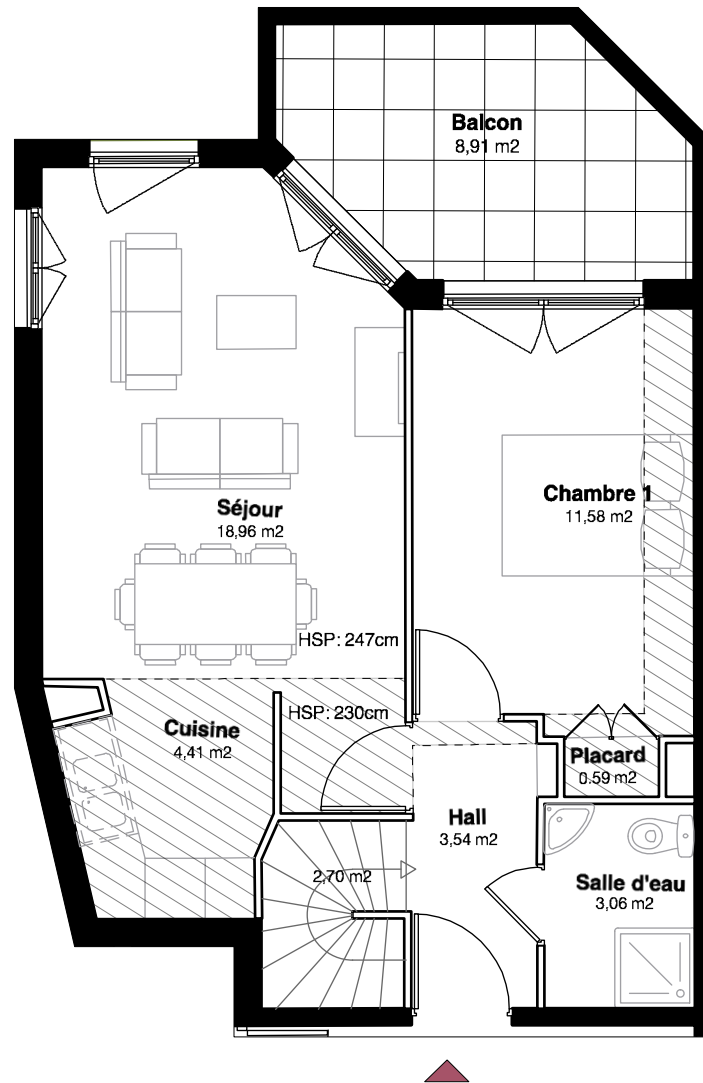 Balcon
8,91 m2
Chambre 1
11,58 m2
Séjour
18,96 m2
HSP: 247cm
HSP: 230cm
Cuisine
4,41 m2
Placard
0.59 m2
Hall
3,54 m2
2,70 m2
Salle d'eau
3,06 m2